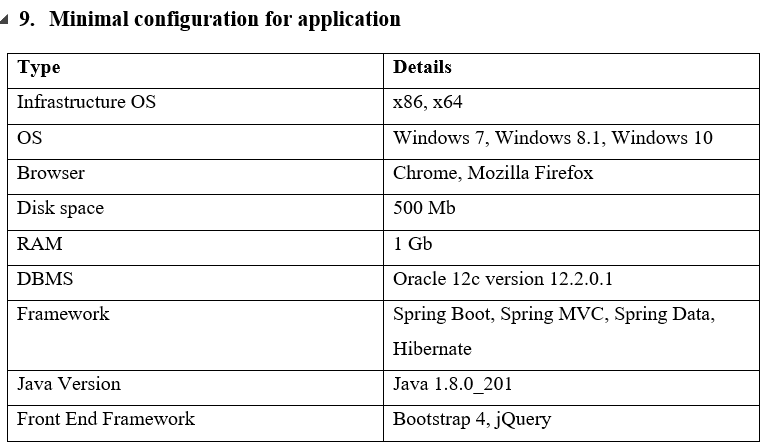 9. Minimal configuration for application
Type Details
Infrastructure OS x86, x64
OS Windows 7, Windows 8.1, Windows 10
Browser Chrome, Mozilla Firefox
Disk space 500 Mb
RAM 1 Gb
DBMS Oracle 12c version 12.2.0.1
Framework Spring Boot, Spring MVC, Spring Data,
Hibernate
Java Version Java 1.8.0_201
Front End Framework Bootstrap 4, jQuery